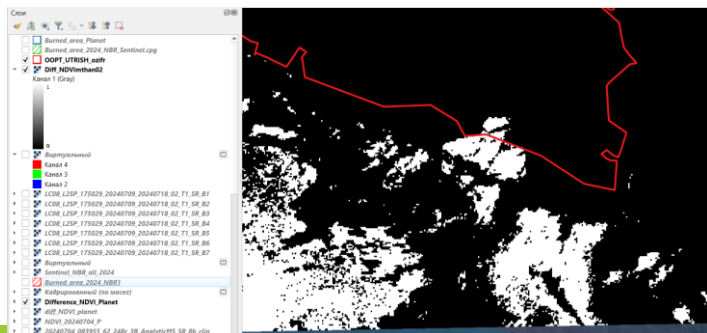 Слои
Burned_area_Planet
Burned_area_2024_NBR_Sentinel.cpg
OOPT_UTRISH_ozifr
Diff_NDVImthan02
Канал 1 (Gray)
1
0
Виртуальный
Канал 4
Канал 3
Канал 2
LC08_L2SP_175029_20240709_20240718_02_T1_SR_B1
LC08_L2SP_175029_20240709_20240718_02_T1_SR_B2
LC08_L2SP_175029_20240709_20240718_02_T1_SR_B3
LC08_L2SP_175029_20240709_20240718_02_T1_SR_B4
LC08_L2SP_175029_20240709_20240718_02_T1_SR_B5
LC08_L2SP_175029_20240709_20240718_02_T1_SR_B6
LC08_L2SP_175029_20240709_20240718_02_T1_SR_B7
Виртуальный
Sentinel_NBR_all_2024
Burned_area_2024_NBR1
Кадрированный (по маске)
Difference_NDVI_Planet
diff_NDVI_planet
NDVI_20240704_P
20240704_083955_62_248c_3B_AnalyticMS_SR_8b_clip